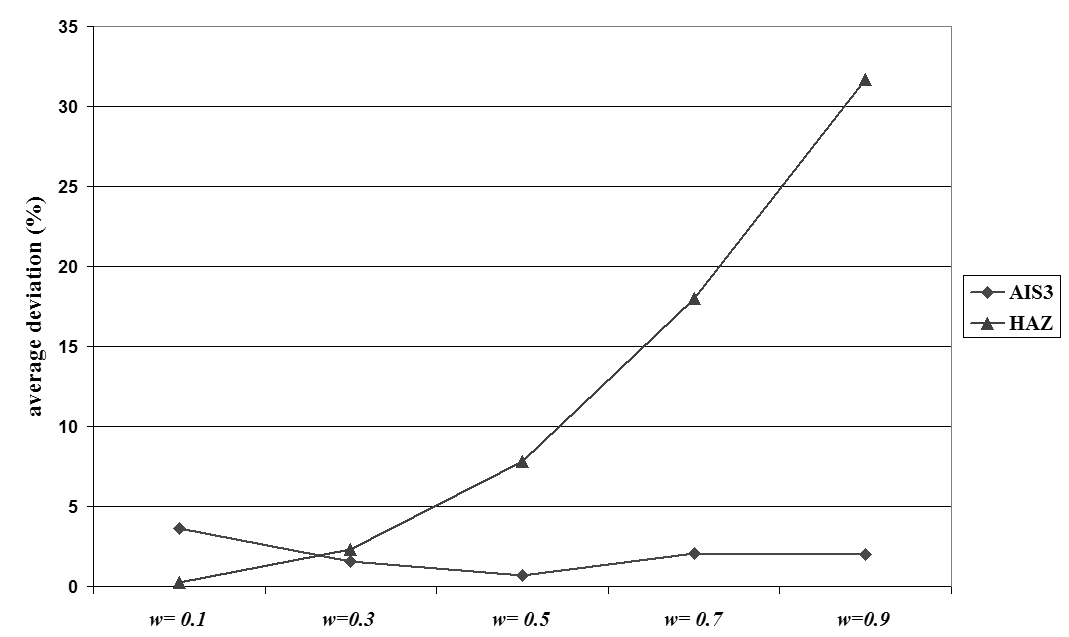 35
30
25
20
15
10
5
0
average deviation (%)
w= 0.1
w=0.3
w= 0.5
w= 0.7
w=0.9
AIS3
HAZ